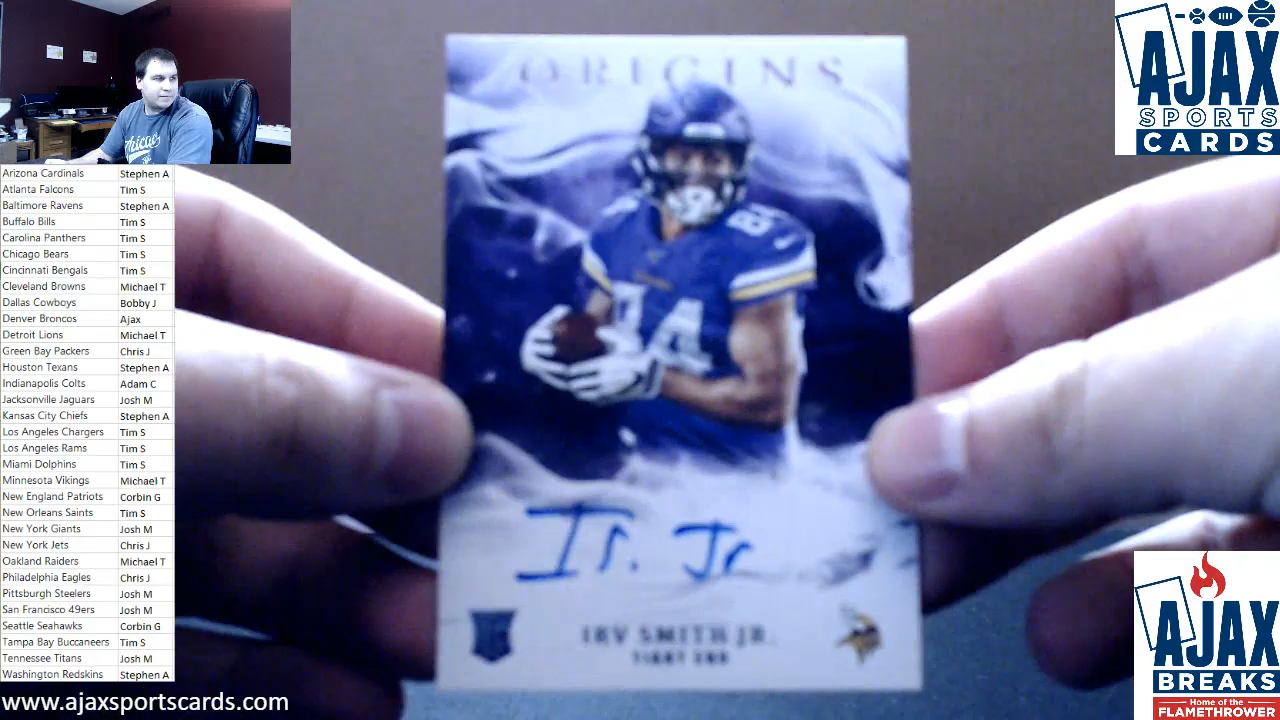 Chicago
Arizona Cardinals Stephen A
Atlanta Falcons Tim S
Baltimore Ravens Stephen A
Buffalo Bills Tim S
Carolina Panthers Tim S
Chicago Bears Tim S
Cincinnati Bengals Tim S
Cleveland Browns Michael T
Dallas Cowboys Bobby J
Denver Broncos Ajax
Detroit Lions Michael T
Green Bay Packers Chris J
Houston Texans Stephen A
Indianapolis Colts Adam C
Jacksonville Jaguars Josh M
Kansas City Chiefs Stephen A
Los Angeles Chargers Tim S
Los Angeles Rams Tim S
Miami Dolphins Tim S
Minnesota Vikings Michael T
New England Patriots Corbin G
New Orleans Saints Tim S
New York Giants Josh M
New York Jets Chris J
Oakland Raiders Michael T
Philadelphia Eagles Chris J
Pittsburgh Steelers Josh M
San Francisco 49ers Josh M
Seattle Seahawks Corbin G
Tampa Bay Buccaneers Tim S
Tennessee Titans Josh M
Washington Redskins Stephen A
www.ajaxsportscards.com
ORIGINS
84
84
Is. Jr
IRV SMITH JR.
TIGHT END
AJAX
SPORTS
CARDS
AJAX
BREAKS
Home of the
FLAMETHROWER